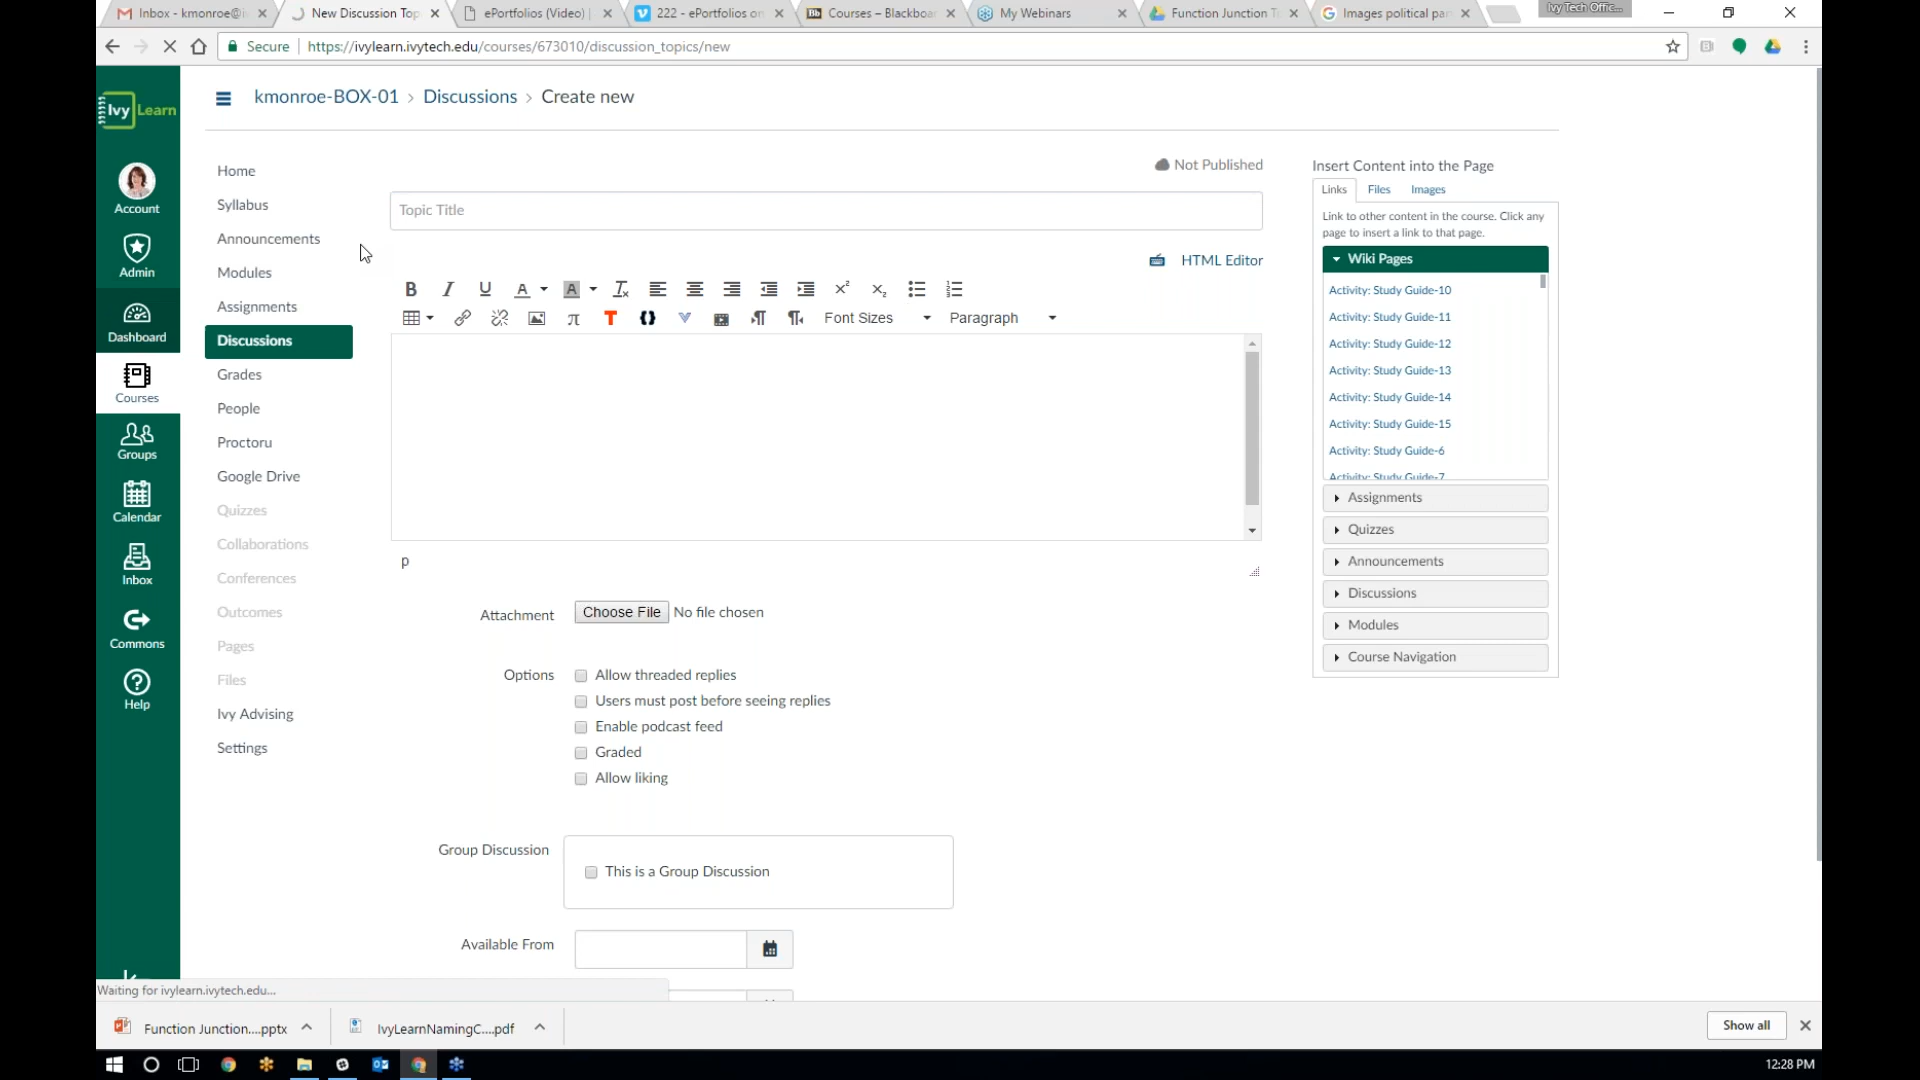 Inbox - kmonroe@i
New Discussion Top
ePortfolios (Video) |
222 - ePortfolios on
Courses – Blackboar
My Webinars
Function Junction T
Images political par
Ivy Tech Offic...
Secure
https://ivylearn.ivytech.edu/courses/673010/discussion_topics/new
Ivy Learn
kmonroe-BOX-01 › Discussions › Create new
Account
Admin
Dashboard
Courses
Groups
Calendar
Inbox
Commons
Help
Home
Syllabus
Announcements
Modules
Assignments
Discussions
Grades
People
Proctoru
Google Drive
Quizzes
Collaborations
Conferences
Outcomes
Pages
Files
Ivy Advising
Settings
Not Published
Topic Title
HTML Editor
Font Sizes
Paragraph
p
Attachment
Choose File No file chosen
Options
Allow threaded replies
Users must post before seeing replies
Enable podcast feed
Graded
Allow liking
Group Discussion
This is a Group Discussion
Available From
Insert Content into the Page
Links Files Images
Link to other content in the course. Click any
page to insert a link to that page.
Wiki Pages
Activity: Study Guide-10
Activity: Study Guide-11
Activity: Study Guide-12
Activity: Study Guide-13
Activity: Study Guide-14
Activity: Study Guide-15
Activity: Study Guide-6
Activity: Study Guide-7
Assignments
Quizzes
Announcements
Discussions
Modules
Course Navigation
Waiting for ivylearn.ivytech.edu...
Function Junction....pptx
IvyLearnNamingC....pdf
Show all
12:28 PM